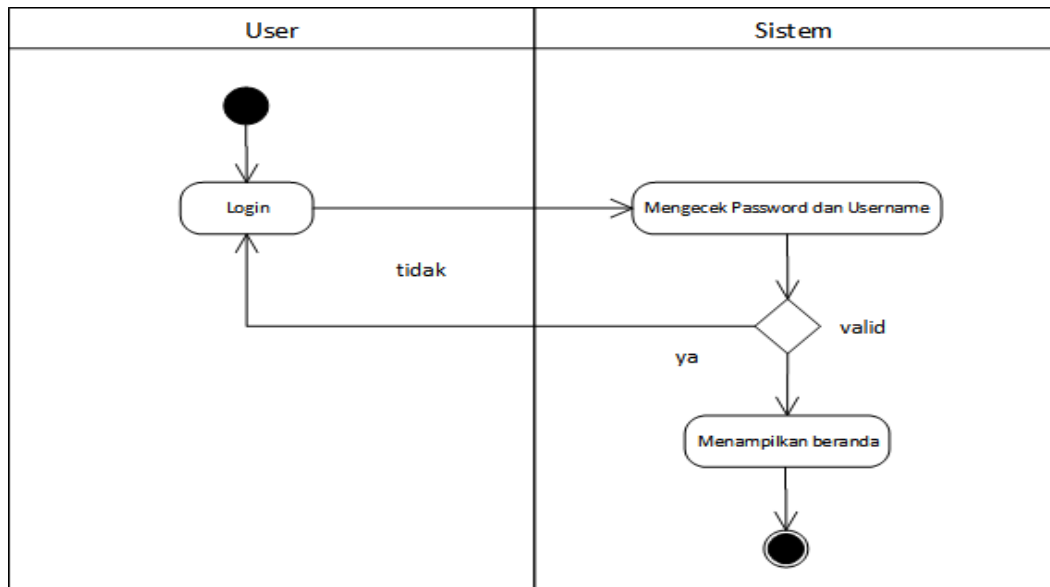 User
Sistem
Login
Mengecek Password dan Username
tidak
valid
ya
Menampilkan beranda